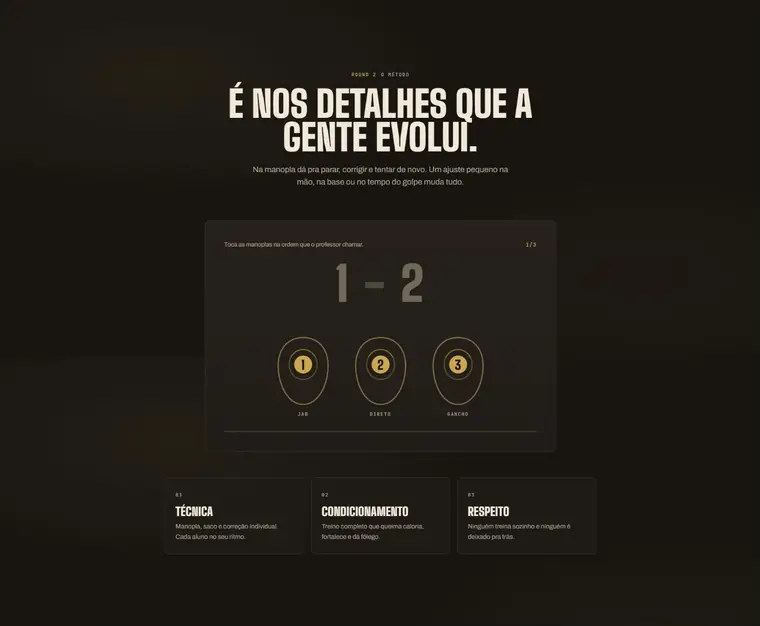 ROUND 2 O MÉTODO
É NOS DETALHES QUE A
GENTE EVOLUI.
Na manopla dá pra parar, corrigir e tentar de novo. Um ajuste pequeno na
mão, na base ou no tempo do golpe muda tudo.
Toca as manoplas na ordem que o professor chamar.
1/3
1 – 2
1
2
3
JAB
DIRETO
GANCHO
01
TÉCNICA
Manopla, saco e correção individual.
Cada aluno no seu ritmo.
02
CONDICIONAMENTO
Treino completo que queima caloria,
fortalece e dá fôlego.
03
RESPEITO
Ninguém treina sozinho e ninguém é
deixado pra trás.